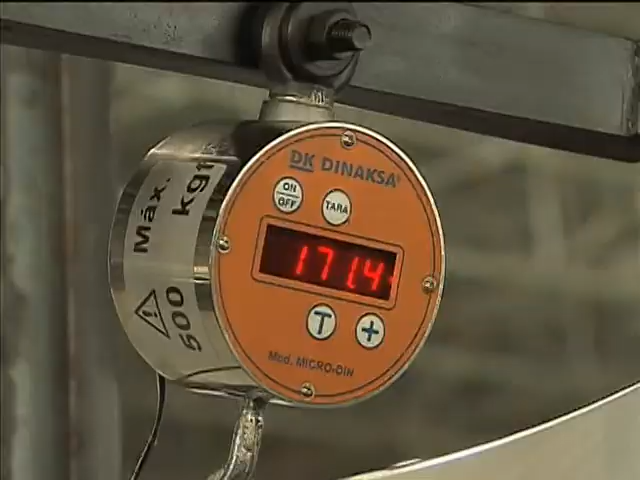 DK DINAKSA®
ON
OFF
TARA
171.4
T +
Mod. MICRO-DIN
Máx.
500
kgf